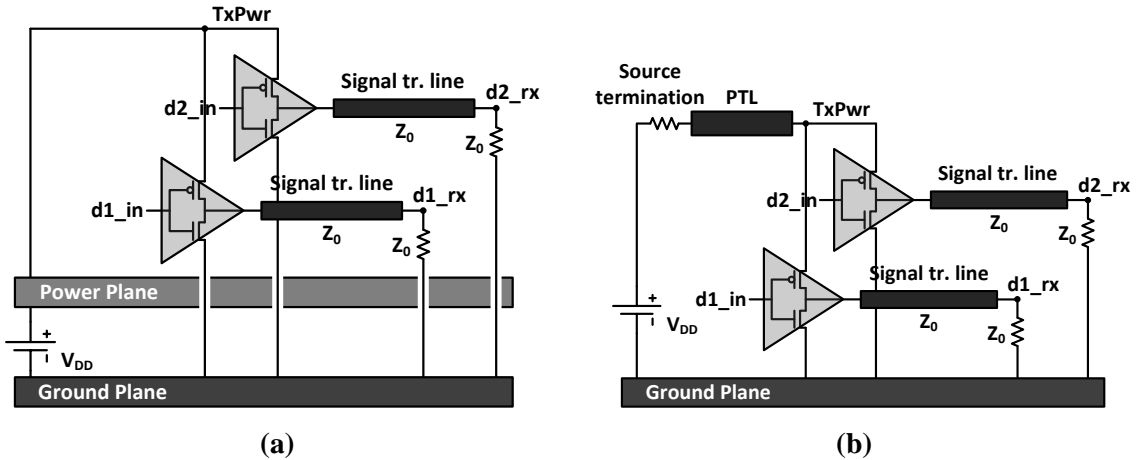 TxPwr
Signal tr. line
d2_rx
d2_in
Z0
Z0
Signal tr. line
d1_rx
d1_in
Z0
Z0
Power Plane
+
VDD
Ground Plane
(a)
Source
termination
PTL
TxPwr
Signal tr. line
d2_rx
d2_in
Z0
Z0
Signal tr. line
d1_rx
d1_in
Z0
Z0
+
VDD
Ground Plane
(b)